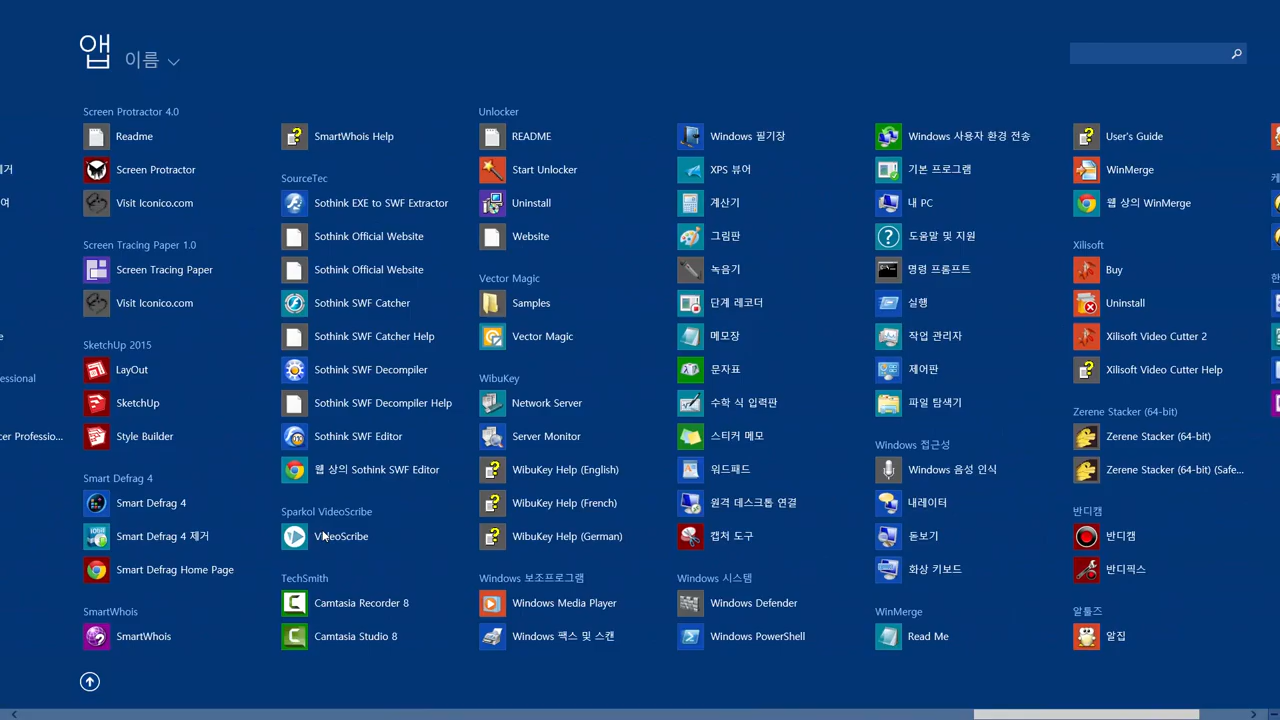 앱 이름
제거
여
e
ofessional
cer Professio...
Screen Protractor 4.0
Readme
Screen Protractor
Visit Iconico.com
Screen Tracing Paper 1.0
Screen Tracing Paper
Visit Iconico.com
SketchUp 2015
LayOut
SketchUp
Style Builder
Smart Defrag 4
Smart Defrag 4
Smart Defrag 4 제거
Smart Defrag Home Page
SmartWhois
SmartWhois
SmartWhois Help
SourceTec
Sothink EXE to SWF Extractor
Sothink Official Website
Sothink Official Website
Sothink SWF Catcher
Sothink SWF Catcher Help
Sothink SWF Decompiler
Sothink SWF Decompiler Help
Sothink SWF Editor
웹 상의 Sothink SWF Editor
Sparkol VideoScribe
VideoScribe
TechSmith
Camtasia Recorder 8
Camtasia Studio 8
Unlocker
README
Start Unlocker
Uninstall
Website
Vector Magic
Samples
Vector Magic
WibuKey
Network Server
Server Monitor
WibuKey Help (English)
WibuKey Help (French)
WibuKey Help (German)
Windows 보조프로그램
Windows Media Player
Windows 팩스 및 스캔
Windows 필기장
XPS 뷰어
계산기
그림판
녹음기
단계 레코더
메모장
문자표
수학 식 입력판
스티커 메모
워드패드
원격 데스크톱 연결
캡처 도구
Windows 시스템
Windows Defender
Windows PowerShell
Windows 사용자 환경 전송
기본 프로그램
내 PC
도움말 및 지원
명령 프롬프트
실행
작업 관리자
제어판
파일 탐색기
Windows 접근성
Windows 음성 인식
내레이터
돋보기
화상 키보드
WinMerge
Read Me
User's Guide
WinMerge
웹 상의 WinMerge
Xilisoft
Buy
Uninstall
Xilisoft Video Cutter 2
Xilisoft Video Cutter Help
Zerene Stacker (64-bit)
Zerene Stacker (64-bit)
Zerene Stacker (64-bit) (Safe...
반디캠
반디캠
반디픽스
알툴즈
알집